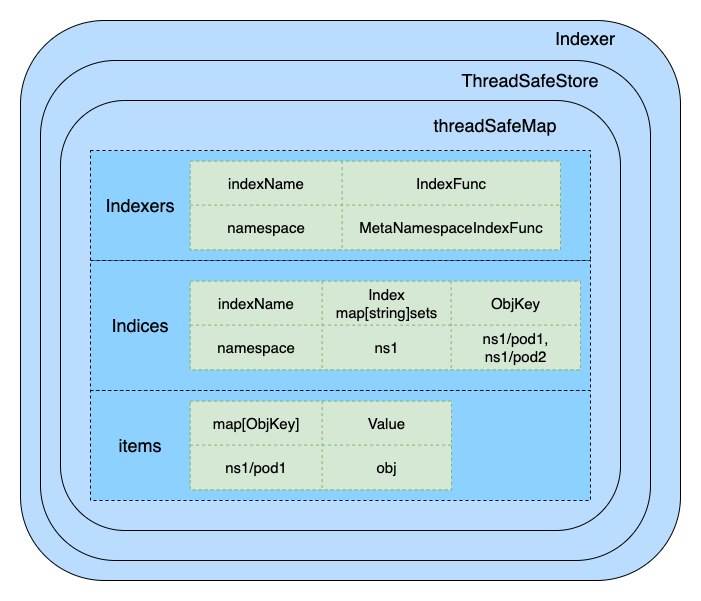 Indexer
ThreadSafeStore
threadSafeMap
Indexers
indexName IndexFunc
namespace MetaNamespaceIndexFunc
Indices
indexName Index
map[string]sets ObjKey
namespace ns1 ns1/pod1,
ns1/pod2
items
map[ObjKey] Value
ns1/pod1 obj